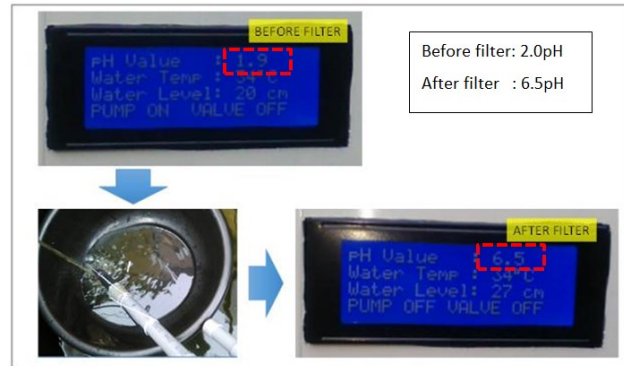 BEFORE FILTER
pH Value : 1.9
Water Temp : 34°C
Water Level: 20 cm
PUMP ON VALVE OFF
Before filter: 2.0pH
After filter : 6.5pH
AFTER FILTER
pH Value : 6.5
Water Temp : 34°C
Water Level: 27 cm
PUMP OFF VALVE OFF